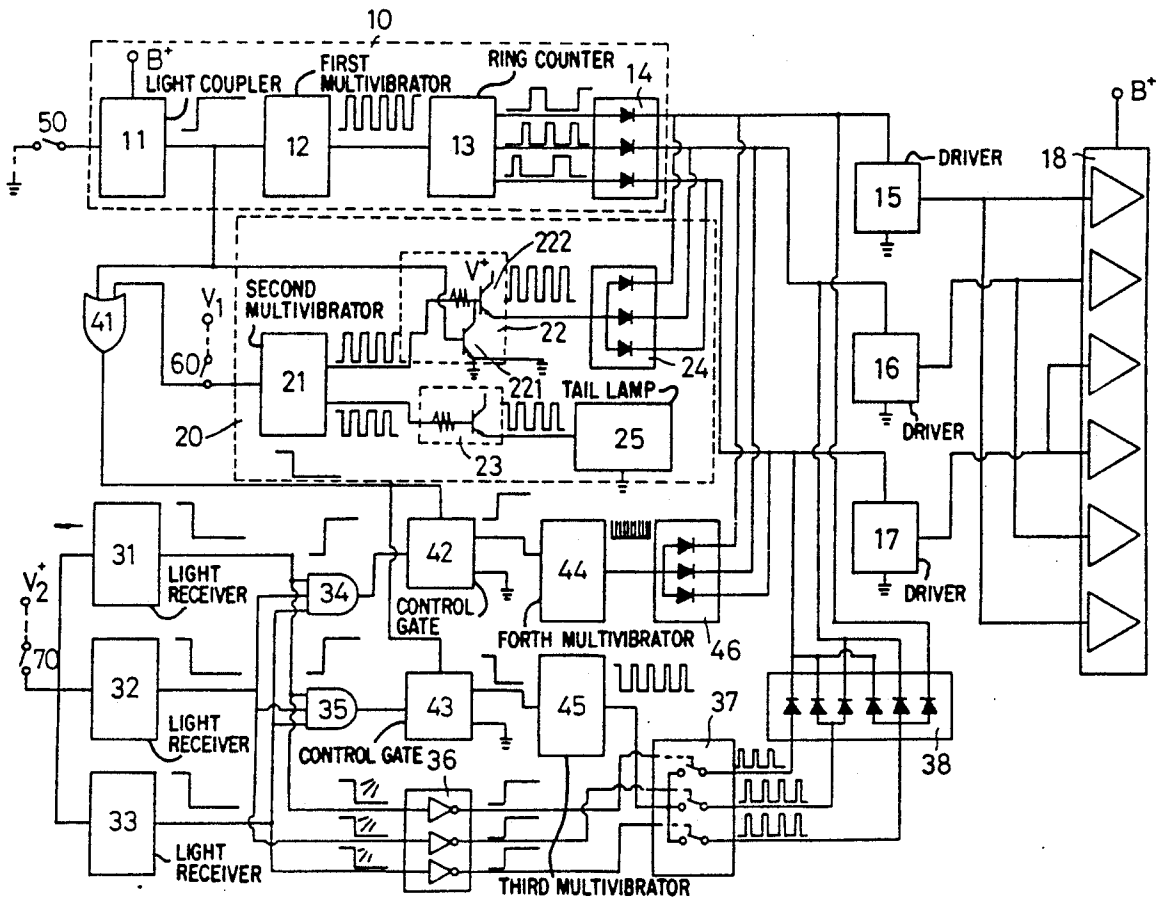 10
B+
LIGHT COUPLER
FIRST
MULTIVIBRATOR
RING COUNTER
14
B+
50
11
12
13
DRIVER
18
15
222
V+
SECOND
MULTIVIBRATOR
V1
41
22
24
60
21
221
16
TAIL LAMP
DRIVER
20
23
25
31
42
44
17
V2+
LIGHT
RECEIVER
34
CONTROL
GATE
DRIVER
FORTH MULTIVIBRATOR
46
70
32
35
43
45
37
LIGHT
RECEIVER
CONTROL GATE
36
38
33
LIGHT
RECEIVER
THIRD MULTIVIBRATOR